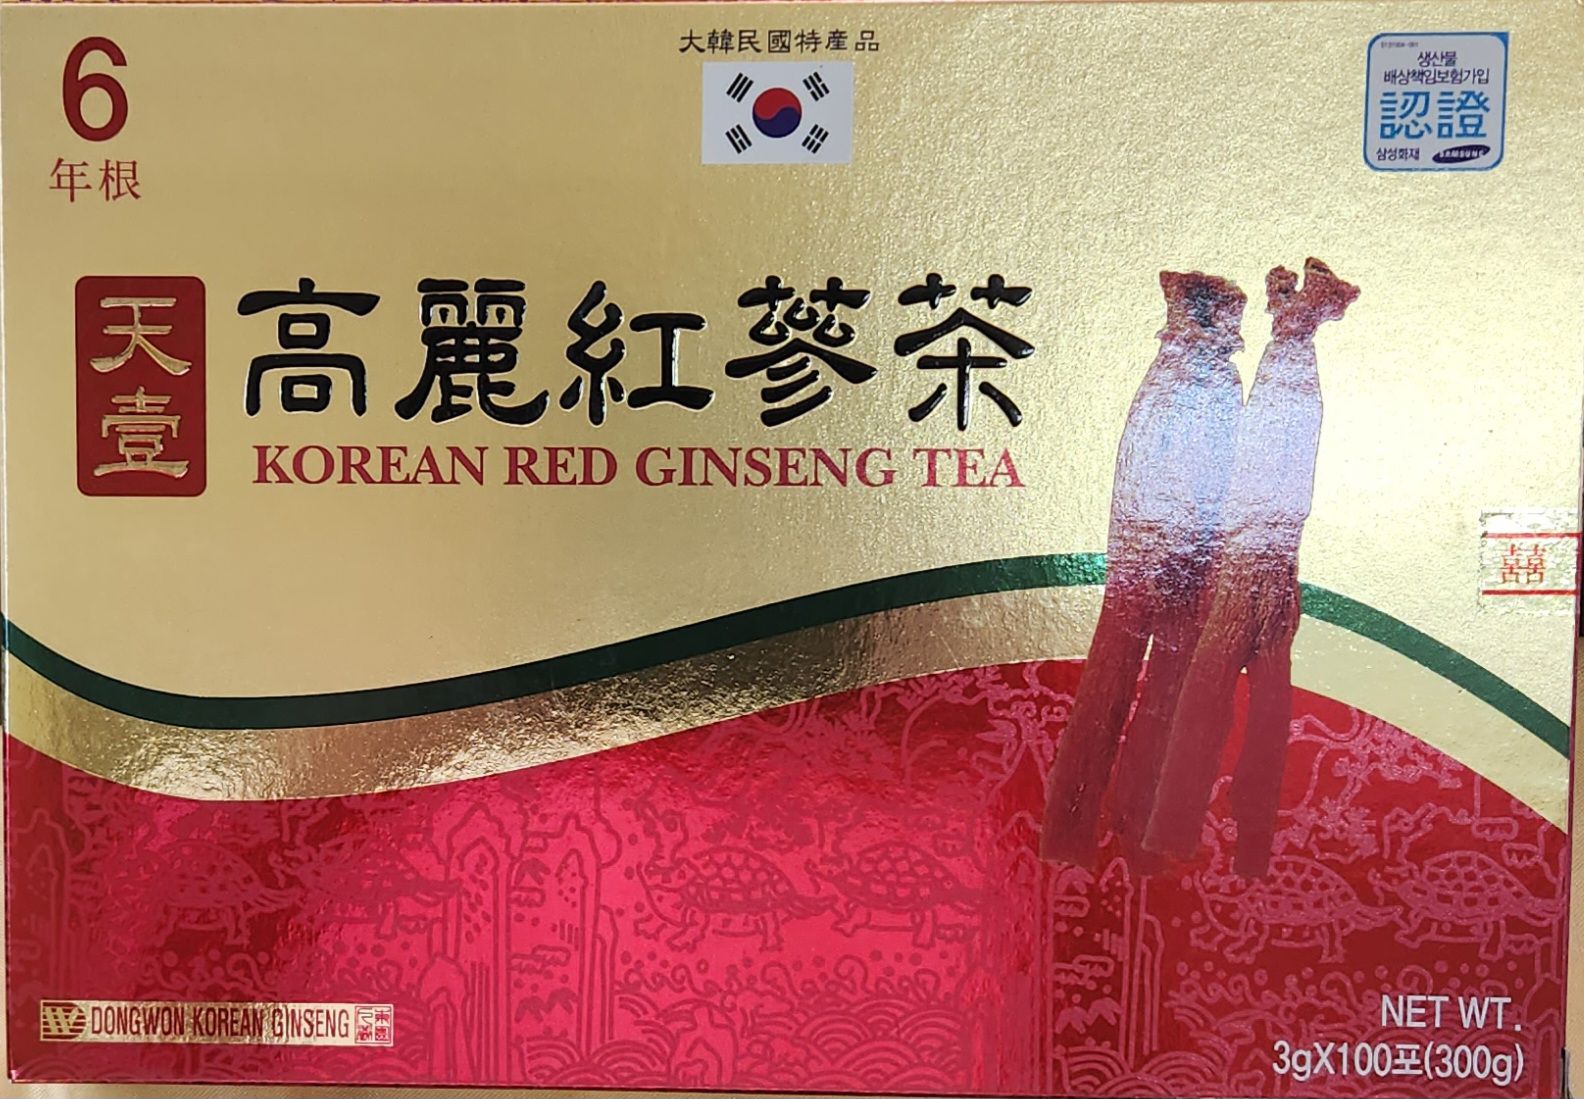 大韓民國特産品
6
年根
생산물
배상책임보험가입
認證
삼성화재 SAMSUNG
天壹
高麗紅蔘茶
KOREAN RED GINSENG TEA
囍
DONGWON KOREAN GINSENG
NET WT.
3gX100포(300g)